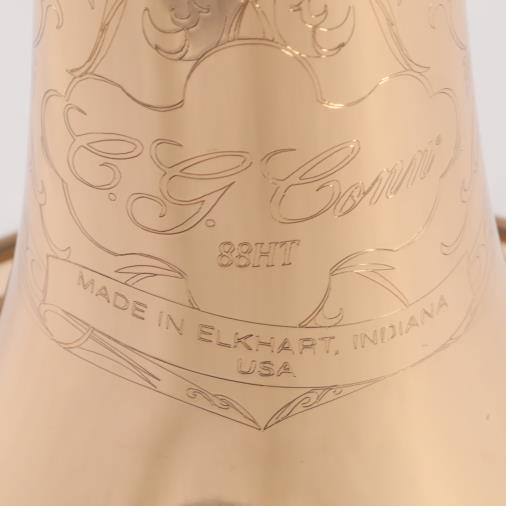 C. G. Conn
88HT
MADE IN ELKHART, INDIANA
USA